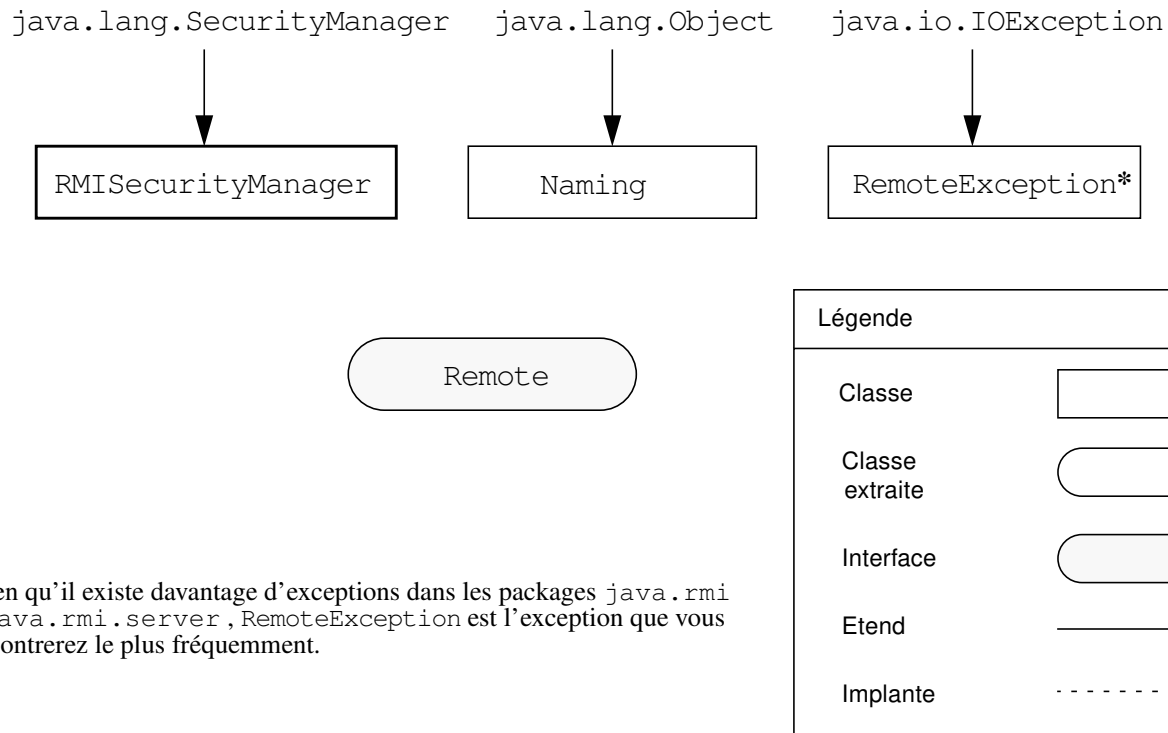 java.lang.SecurityManager java.lang.Object java.io.IOException
RMISecurityManager Naming RemoteException*
Remote
Légende
Classe
Classe
extraite
Interface
Etend
Implante
en qu’il existe davantage d’exceptions dans les packages java.rmi
ava.rmi.server , RemoteException est l’exception que vous
contrerez le plus fréquemment.